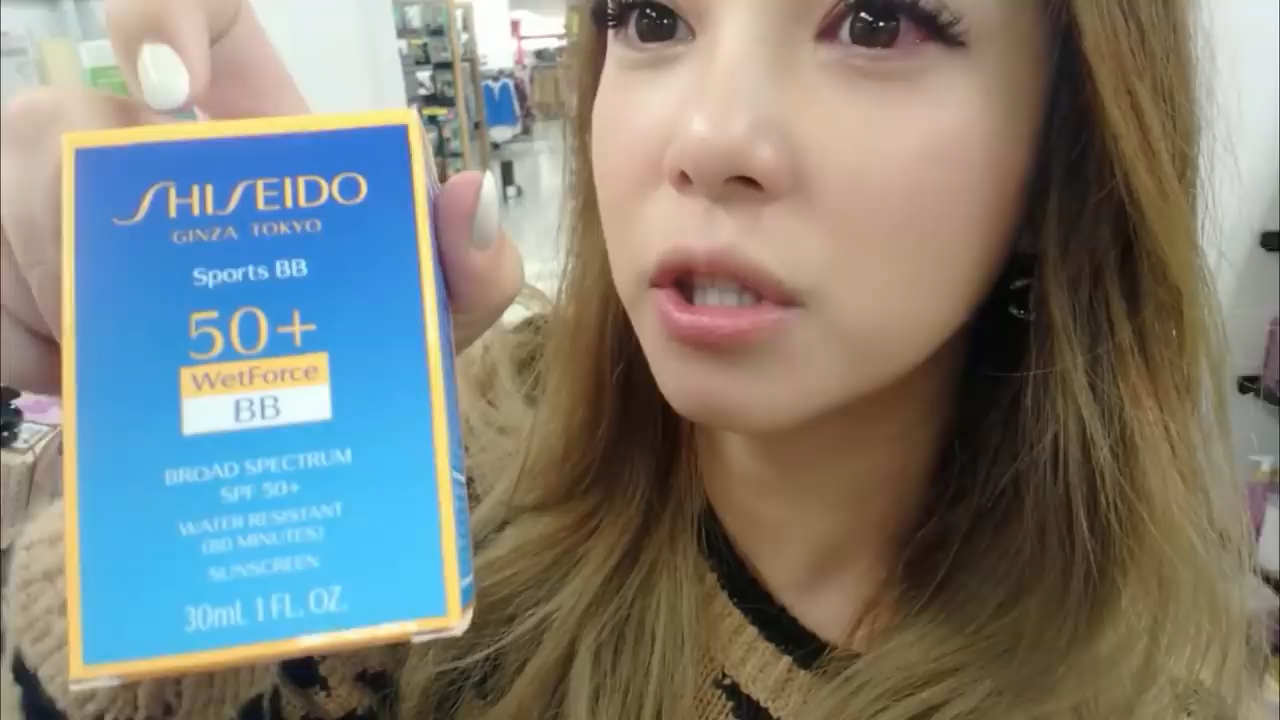 SHISEIDO
GINZA TOKYO
Sports BB
50+
WetForce
BB
BROAD SPECTRUM
SPF 50+
WATER RESISTANT
(80 MINUTES)
SUNSCREEN
30mL 1 FL. OZ.